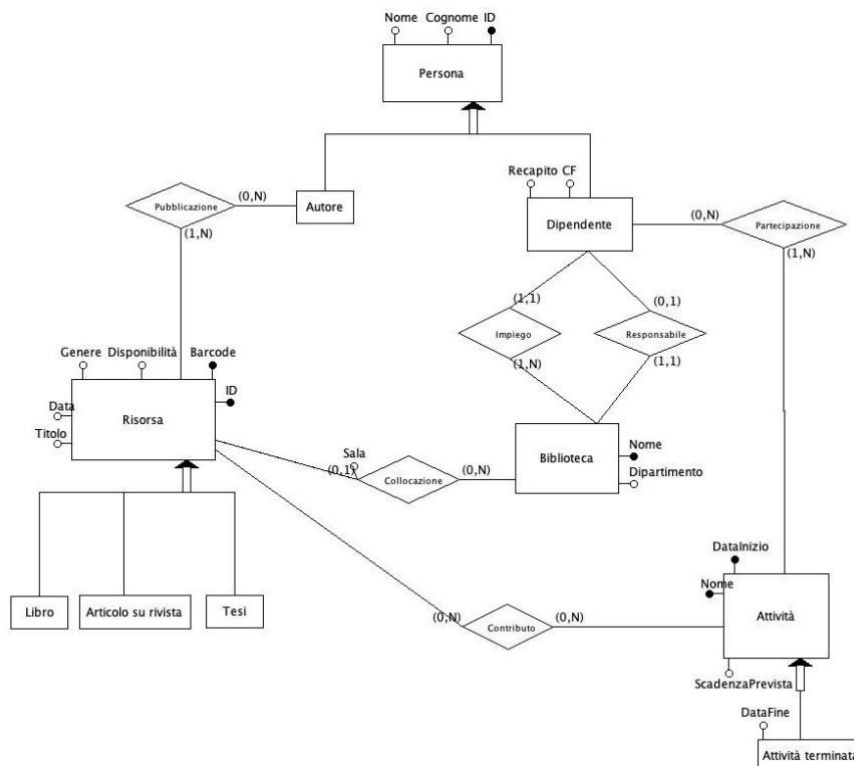 Nome Cognome ID
Persona
Recapito CF
(0,N)
Pubblicazione
Autore
(1,N)
Dipendente
(0,N)
Partecipazione
(1,N)
(1,1)
(0,1)
Impiego
Responsabile
(1,N)
(1,1)
Genere Disponibilità Barcode
ID
Data
Risorsa
Titolo
Sala
(0,1)
Collocazione
(0,N)
Biblioteca
Nome
Dipartimento
DataInizio
Nome
Libro
Articolo su rivista
Tesi
(0,N)
Contributo
(0,N)
Attività
ScadenzaPrevista
DataFine
Attività terminata